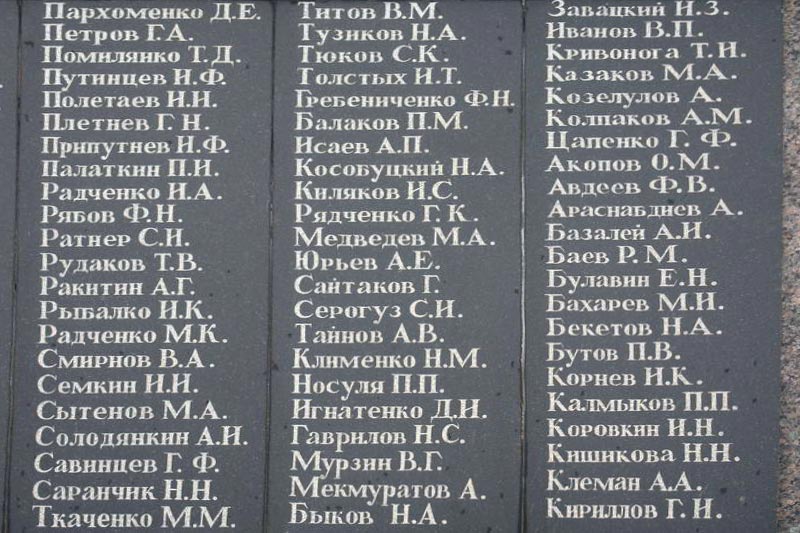 Пархоменко Д.Е.
Петров Г.А.
Помилянко Т.Д.
Путинцев И.Ф.
Полетаев И.И.
Плетнев Г.Н.
Припутнев И.Ф.
Палаткин П.И.
Радченко И.А.
Рябов Ф.Н.
Ратнер С.И.
Рудаков Т.В.
Ракитин А.Г.
Рыбалко И.К.
Радченко М.К.
Смирнов В.А.
Семкин И.И.
Сытенов М.А.
Солодянкин А.И.
Савинцев Г.Ф.
Саранчик Н.Н.
Ткаченко М.М.
Титов В.М.
Тузиков Н.А.
Тюков С.К.
Толстых И.Т.
Гребениченко Ф.Н.
Балаков П.М.
Исаев А.П.
Кособуцкий Н.А.
Киляков И.С.
Рядченко Г.К.
Медведев М.А.
Юрьев А.Е.
Сайтаков Г.
Серогуз С.И.
Таинов А.В.
Клименко Н.М.
Носуля П.П.
Игнатенко Д.И.
Гаврилов Н.С.
Мурзин В.Г.
Мекмуратов А.
Быков Н.А.
Завацкий И.З.
Иванов В.П.
Кривонога Т.И.
Казаков М.А.
Козелулов А.
Колпаков А.М.
Цапенко Г.Ф.
Акопов О.М.
Авдеев Ф.В.
Араснабдиев А.
Базалей А.И.
Баев Р.М.
Булавин Е.Н.
Бахарев М.И.
Бекетов Н.А.
Бутов П.В.
Корнев И.К.
Калмыков П.П.
Коровкин И.Н.
Кишикова Н.Н.
Клеман А.А.
Кириллов Г.И.